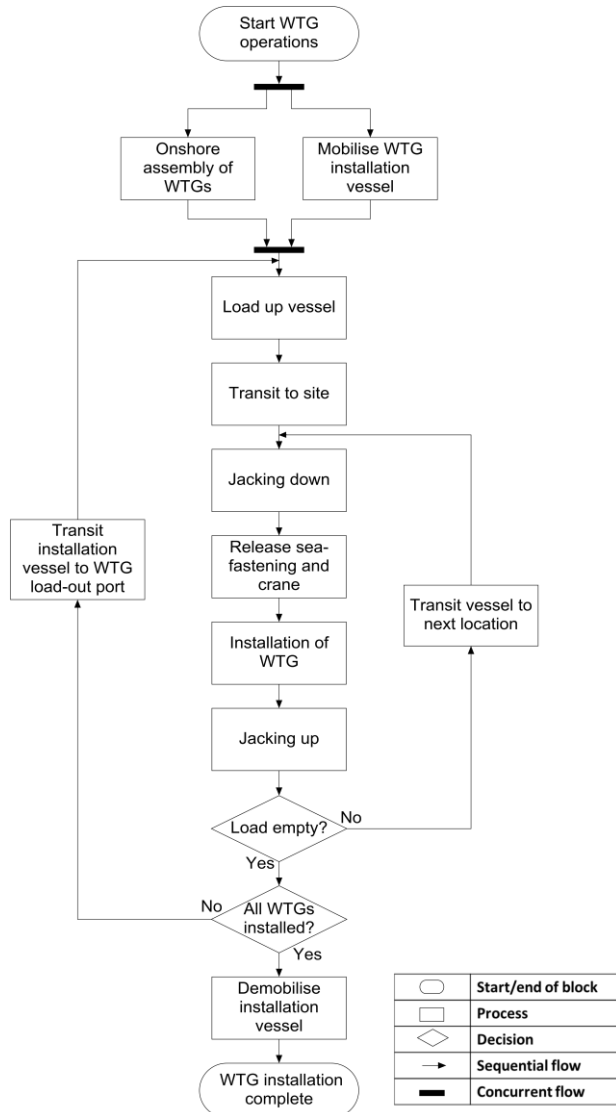 Start WTG
operations
Onshore
assembly of
WTGs
Mobilise WTG
installation
vessel
Load up vessel
Transit to site
Jacking down
Transit
installation
vessel to WTG
load-out port
Release sea-
fastening and
crane
Transit vessel to
next location
Installation of
WTG
Jacking up
Load empty?
No
Yes
All WTGs
installed?
No
Yes
Demobilise
installation
vessel
WTG installation
complete
Start/end of block
Process
Decision
Sequential flow
Concurrent flow